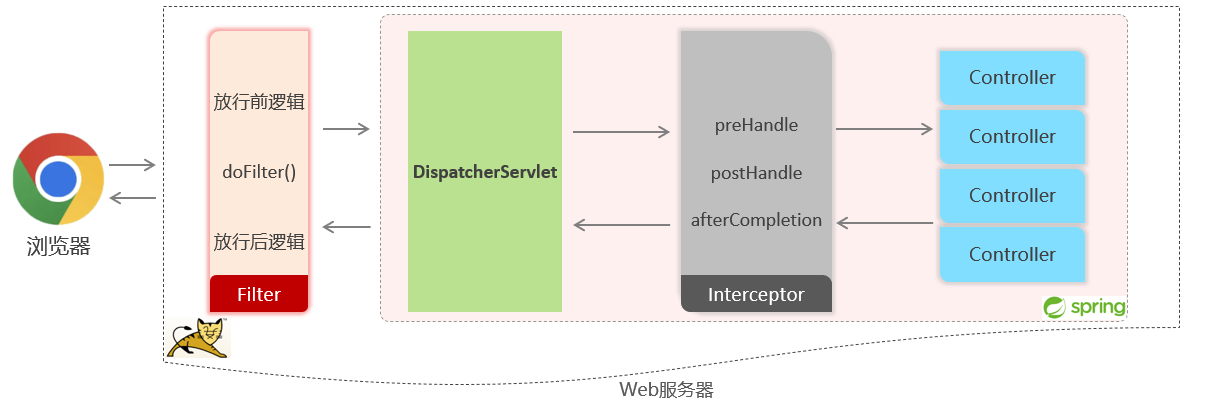 浏览器
放行前逻辑
doFilter()
放行后逻辑
Filter
DispatcherServlet
preHandle
postHandle
afterCompletion
Interceptor
Controller
Controller
Controller
Controller
spring
Web服务器